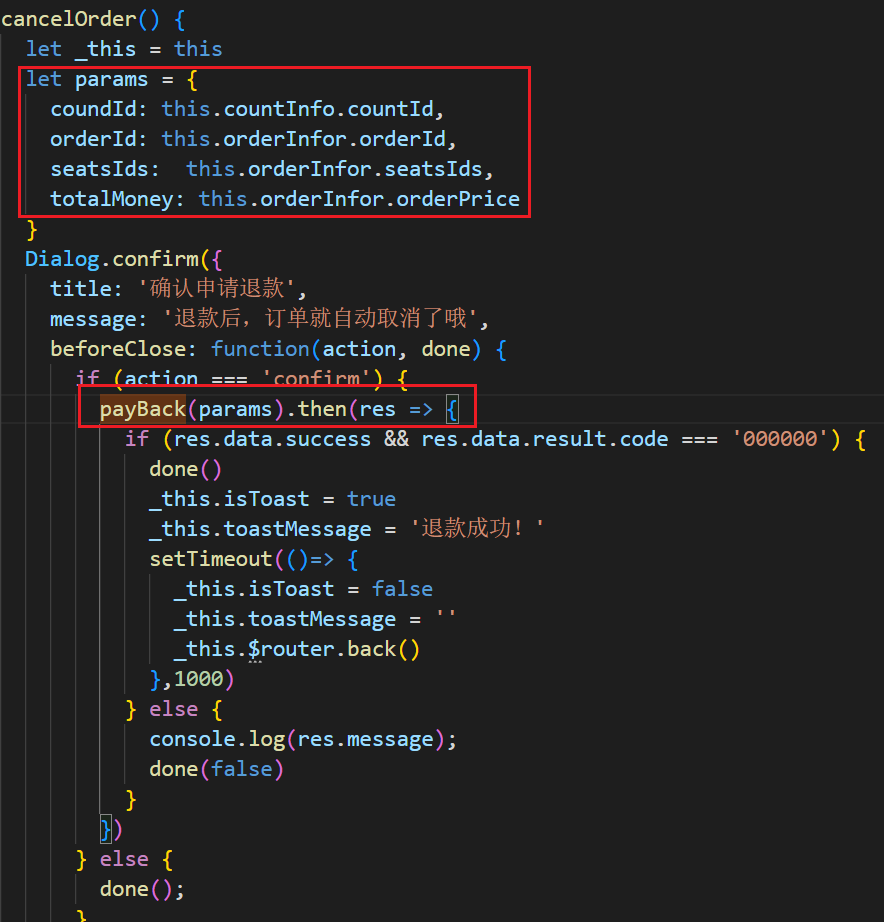 cancelOrder() {
let _this = this
let params = {
coundId: this.countInfo.countId,
orderId: this.orderInfor.orderId,
seatsIds:  this.orderInfor.seatsIds,
totalMoney: this.orderInfor.orderPrice
}
Dialog.confirm({
title: '确认申请退款',
message: '退款后，订单就自动取消了哦',
beforeClose: function(action, done) {
if (action === 'confirm') {
payBack(params).then(res => {
if (res.data.success && res.data.result.code === '000000') {
done()
_this.isToast = true
_this.toastMessage = '退款成功！'
setTimeout(()=> {
_this.isToast = false
_this.toastMessage = ''
_this.$router.back()
},1000)
} else {
console.log(res.message);
done(false)
}
})
} else {
done();
}